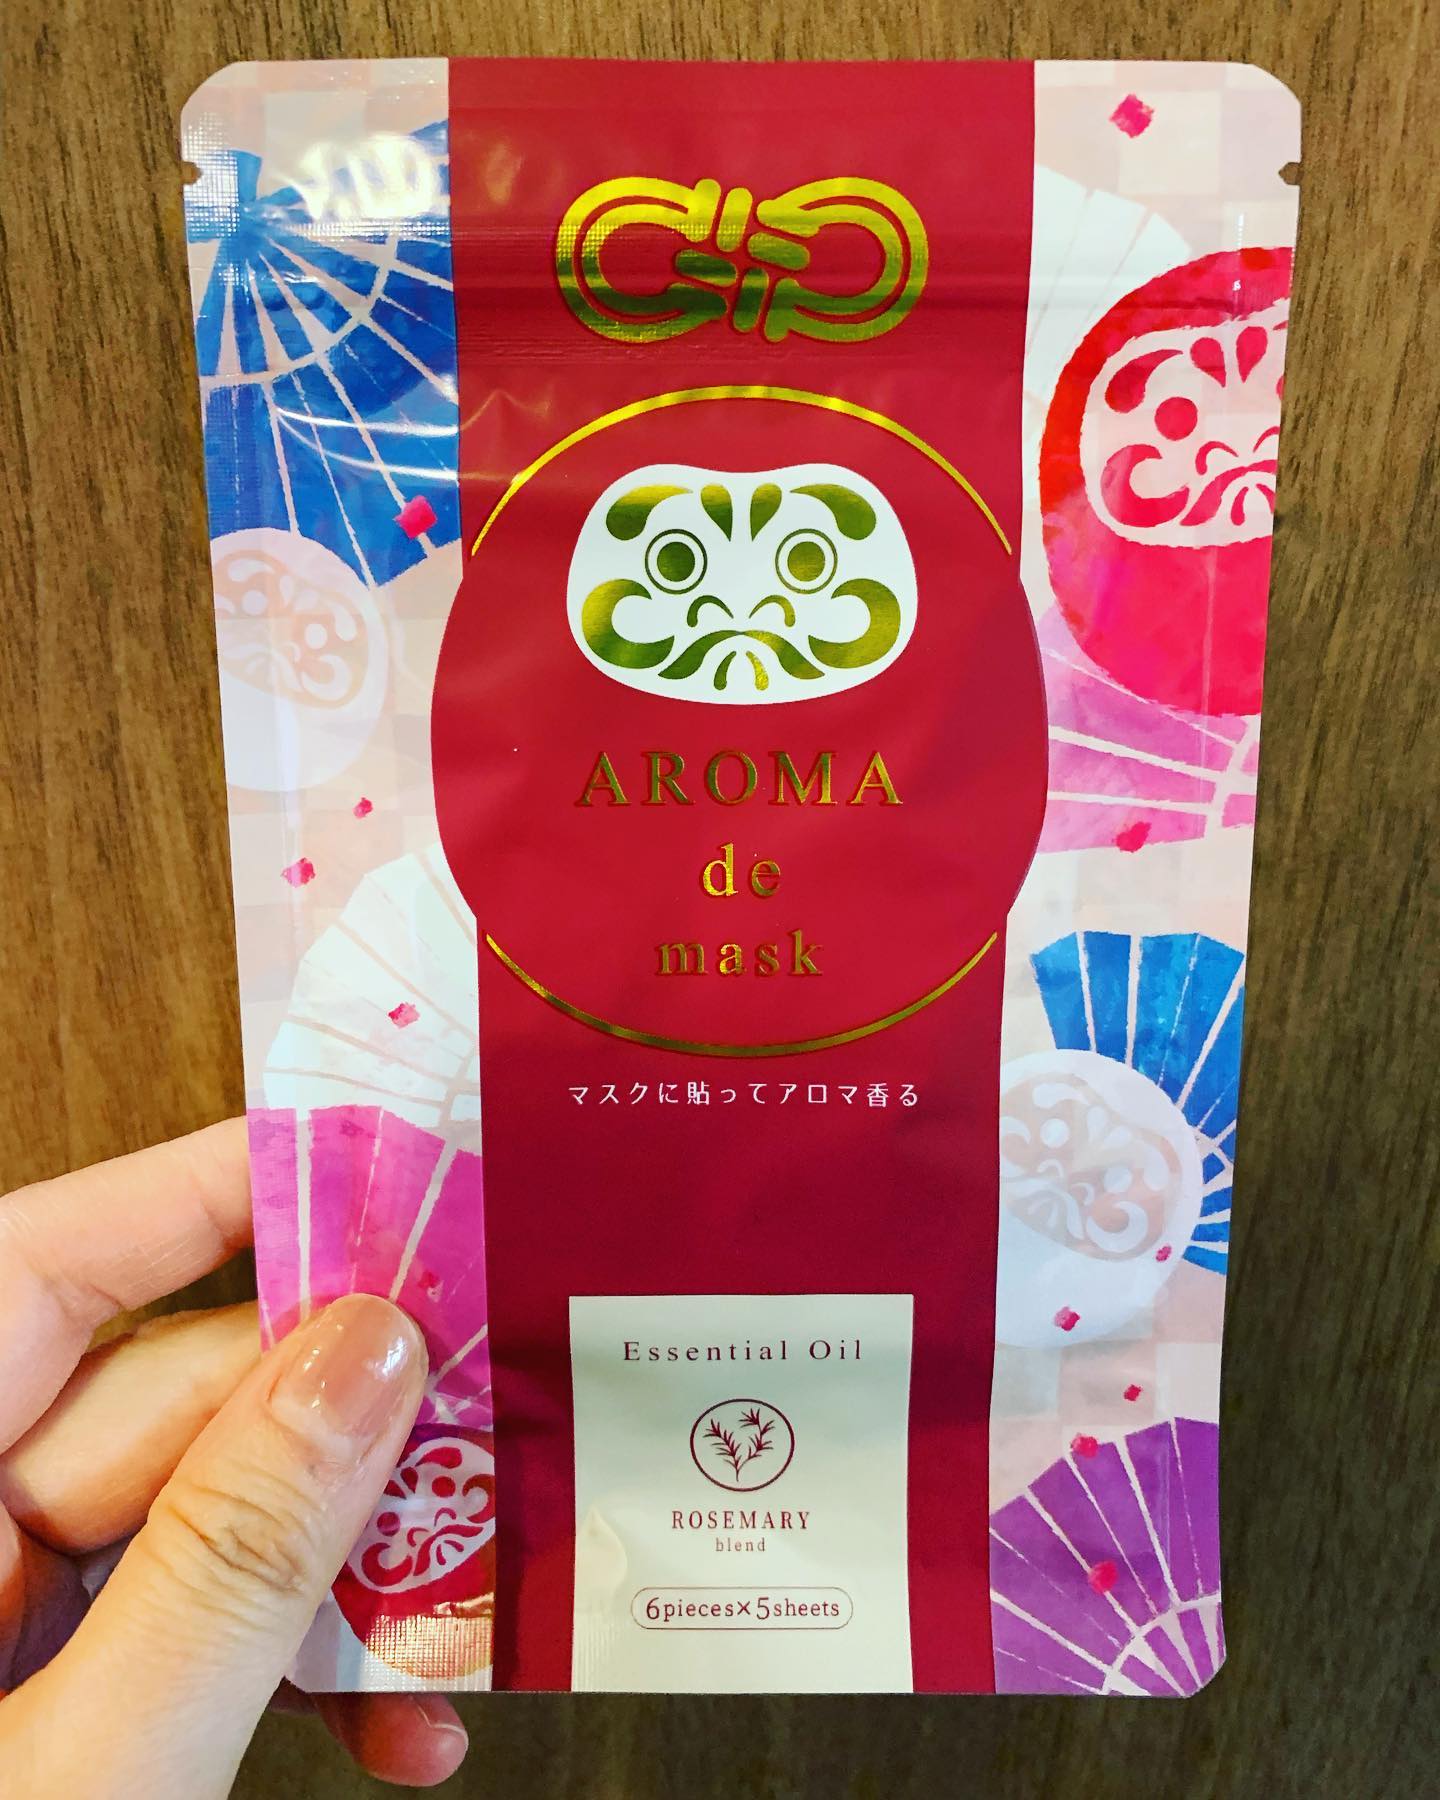 AROMA
de
mask
マスクに貼ってアロマ香る
Essential Oil
ROSEMARY
blend
6pieces×5sheets